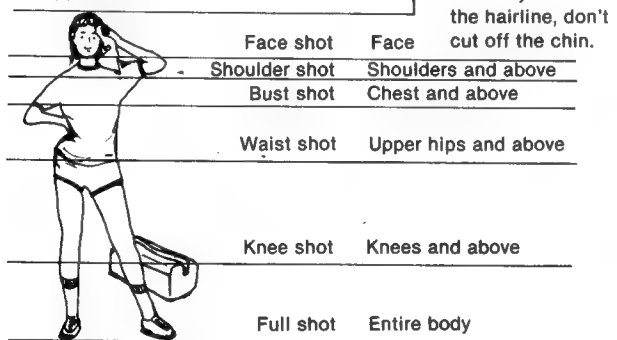 the hairline, don't
cut off the chin.
Face shot Face
Shoulder shot Shoulders and above
Bust shot Chest and above
Waist shot Upper hips and above
Knee shot Knees and above
Full shot Entire body